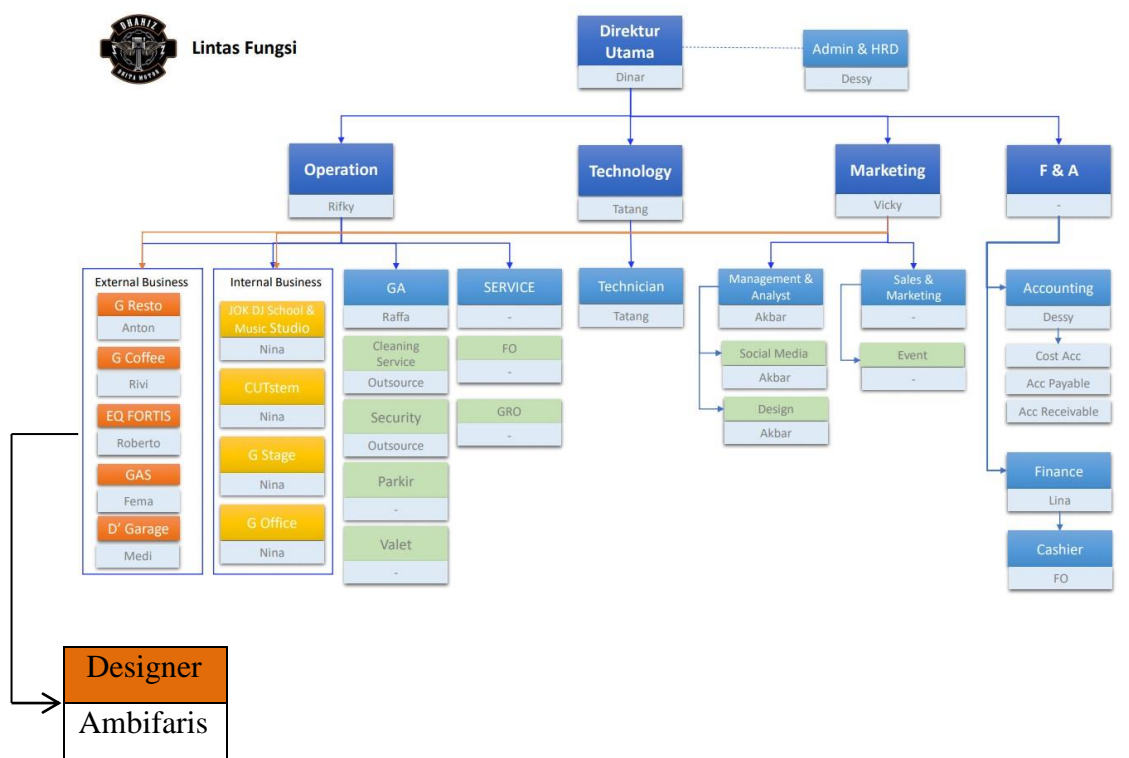 DHANIZ
BRITA MOTOR
Lintas Fungsi
Direktur
Utama
Dinar
Admin & HRD
Dessy
Operation
Rifky
Technology
Tatang
Marketing
Vicky
F & A
-
External Business
G Resto
Anton
G Coffee
Rivi
EQ FORTIS
Roberto
GAS
Fema
D' Garage
Medi
Internal Business
JOK DJ School &
Music Studio
Nina
CUTstem
Nina
G Stage
Nina
G Office
Nina
GA
Raffa
Cleaning
Service
Outsource
Security
Outsource
Parkir
-
Valet
-
SERVICE
-
FO
-
GRO
-
Technician
Tatang
Management &
Analyst
Akbar
Social Media
Akbar
Design
Akbar
Sales &
Marketing
-
Event
-
Accounting
Dessy
Cost Acc
Acc Payable
Acc Receivable
Finance
Lina
Cashier
FO
Designer
Ambifaris